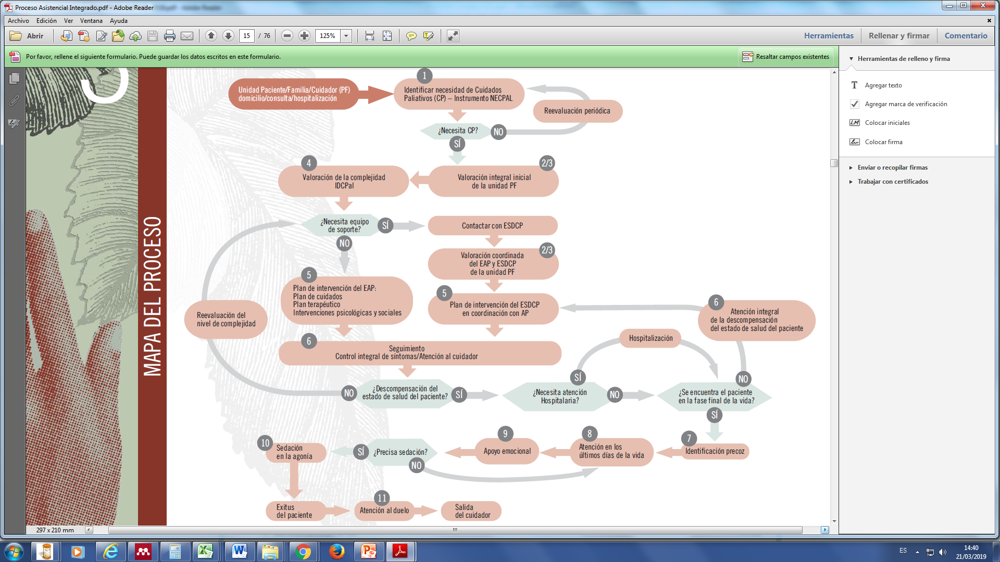 Proceso Asistencial Integrado.pdf - Adobe Reader
Archivo Edición Ver Ventana Ayuda
Abrir
15 / 76
125%
Herramientas
Rellenar y firmar
Comentario
Por favor, rellene el siguiente formulario. Puede guardar los datos escritos en este formulario.
Resaltar campos existentes
Herramientas de relleno y firma
T Agregar texto
Agregar marca de verificación
LM Colocar iniciales
Colocar firma
Enviar o recopilar firmas
Trabajar con certificados
MAPA DEL PROCESO
Unidad Paciente/Familia/Cuidador (PF)
domicilio/consulta/hospitalización
1
Identificar necesidad de Cuidados
Paliativos (CP) – Instrumento NECPAL
Reevaluación periódica
¿Necesita CP?
NO
SÍ
4
Valoración de la complejidad
IDCPal
2/3
Valoración integral inicial
de la unidad PF
¿Necesita equipo
de soporte?
SÍ
NO
Contactar con ESDCP
2/3
Valoración coordinada
del EAP y ESDCP
de la unidad PF
5
Plan de intervención del EAP:
Plan de cuidados
Plan terapéutico
Intervenciones psicológicas y sociales
5
Plan de intervención del ESDCP
en coordinación con AP
6
Atención integral
de la descompensación
del estado de salud del paciente
Reevaluación del
nivel de complejidad
Hospitalización
6
Seguimiento
Control integral de síntomas/Atención al cuidador
NO
¿Descompensación del
estado de salud del paciente?
SÍ
SÍ
¿Necesita atención
Hospitalaria?
NO
NO
¿Se encuentra el paciente
en la fase final de la vida?
SÍ
7
Identificación precoz
8
Atención en los
últimos días de la vida
9
Apoyo emocional
¿Precisa sedación?
SÍ
NO
10
Sedación
en la agonía
Exitus
del paciente
11
Atención al duelo
Salida
del cuidador
297 x 210 mm
ES
14:40
21/03/2019